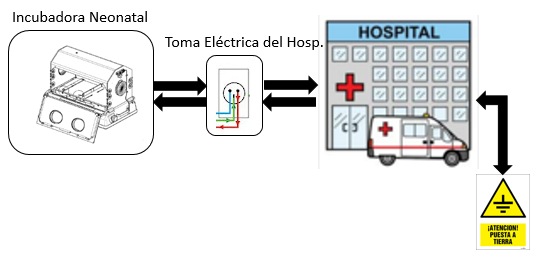 Incubadora Neonatal
Toma Eléctrica del Hosp.
HOSPITAL
¡ATENCION!
PUESTA A
TIERRA